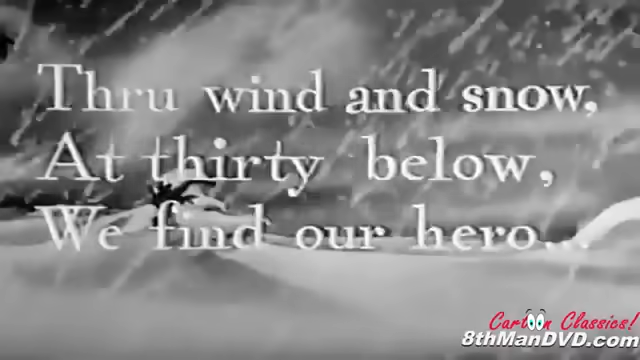 Thru wind and snow,
At thirty below,
We find our hero...
Cartoon Classics!
8thManDVD.com